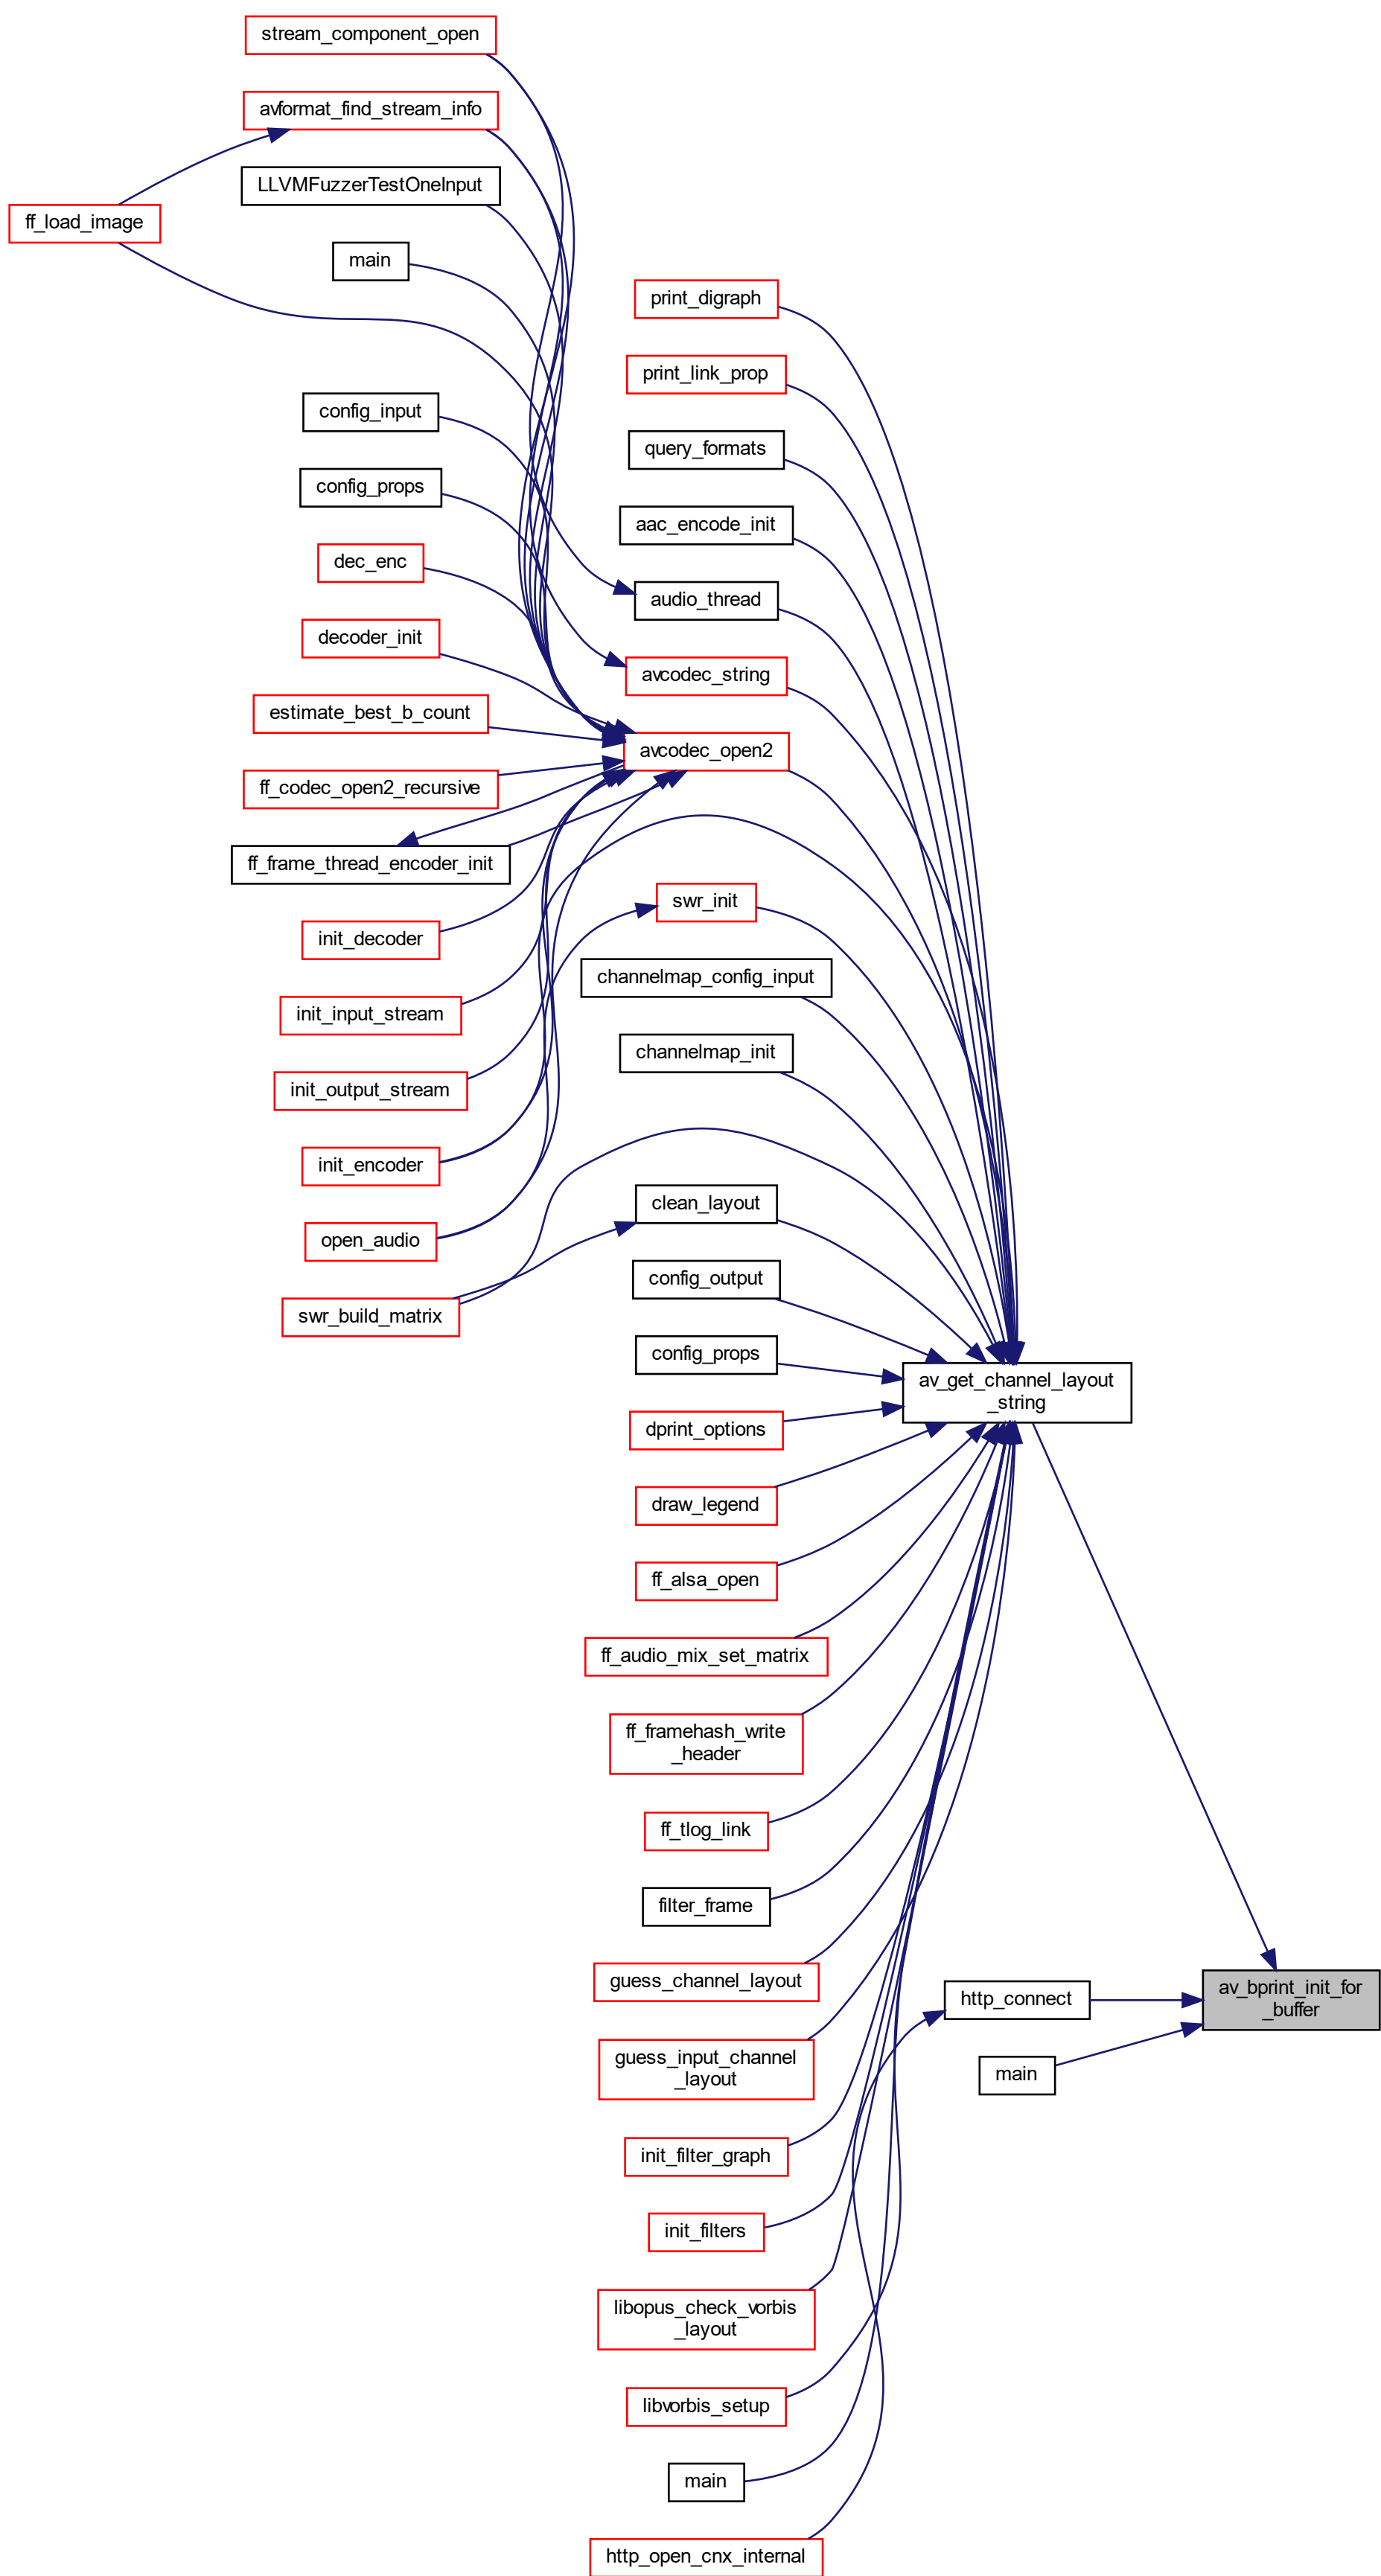 stream_component_open
avformat_find_stream_info
LLVMFuzzerTestOneInput
ff_load_image
main
print_digraph
print_link_prop
config_input
query_formats
config_props
aac_encode_init
dec_enc
audio_thread
decoder_init
avcodec_string
estimate_best_b_count
avcodec_open2
ff_codec_open2_recursive
ff_frame_thread_encoder_init
swr_init
init_decoder
channelmap_config_input
init_input_stream
channelmap_init
init_output_stream
init_encoder
clean_layout
open_audio
config_output
swr_build_matrix
config_props
av_get_channel_layout
_string
dprint_options
draw_legend
ff_alsa_open
ff_audio_mix_set_matrix
ff_framehash_write
_header
ff_tlog_link
filter_frame
guess_channel_layout
http_connect
av_bprint_init_for
_buffer
guess_input_channel
_layout
main
init_filter_graph
init_filters
libopus_check_vorbis
_layout
libvorbis_setup
main
http_open_cnx_internal